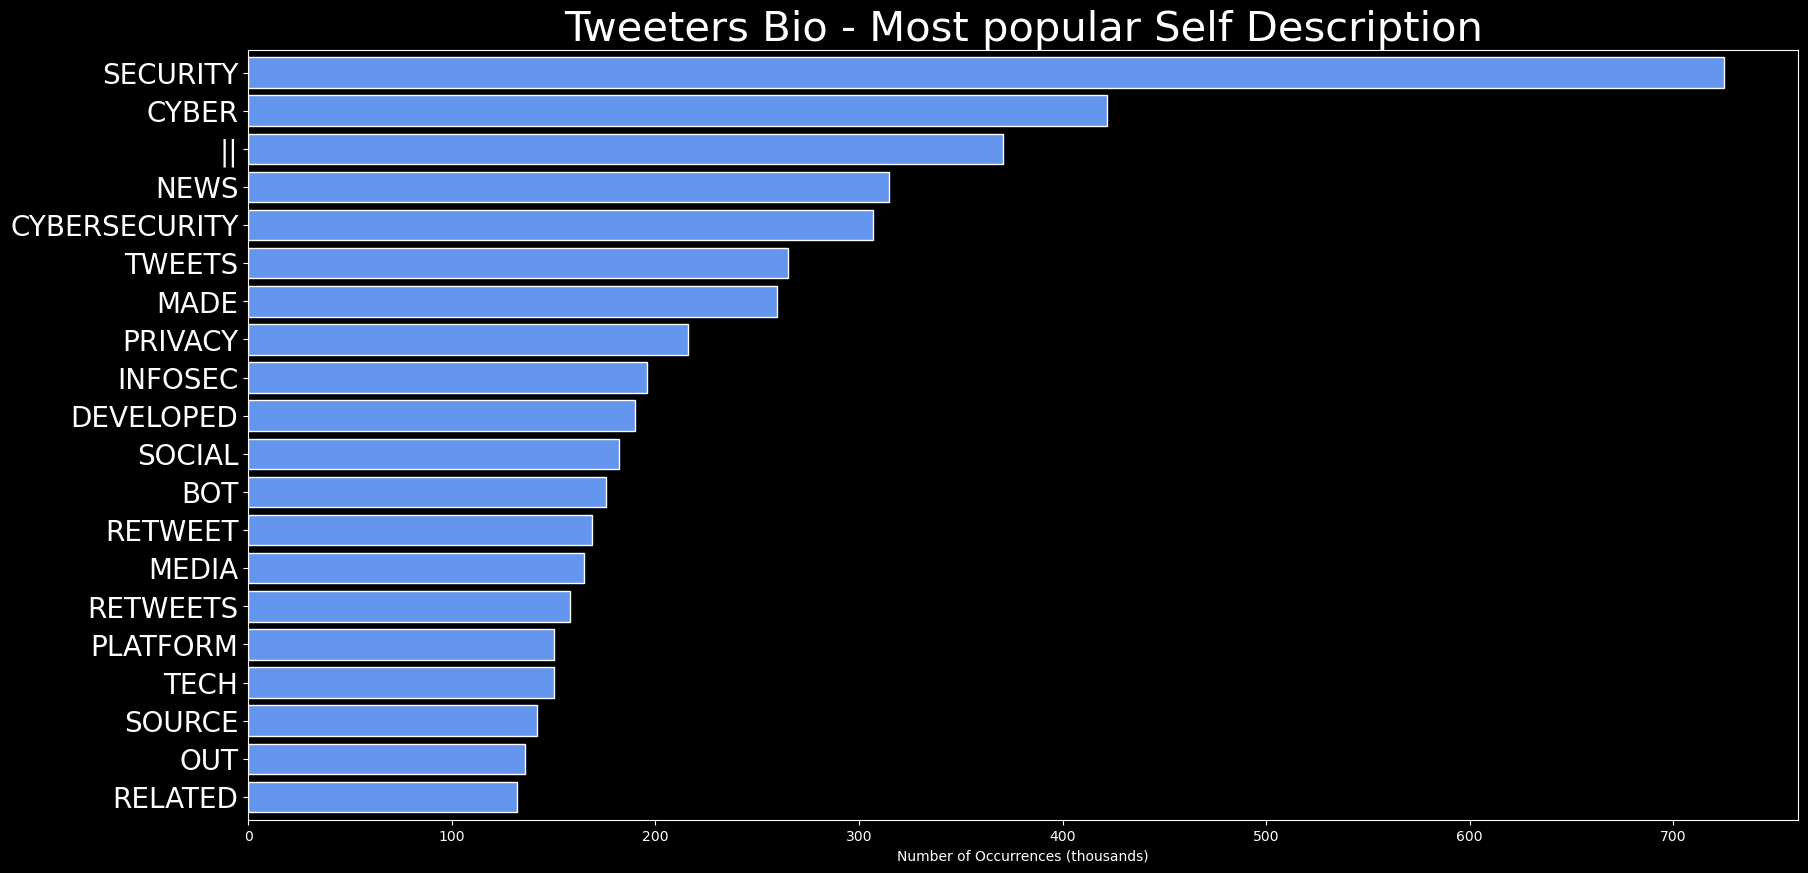 Tweeters Bio - Most popular Self Description
SECURITY
CYBER
||
NEWS
CYBERSECURITY
TWEETS
MADE
PRIVACY
INFOSEC
DEVELOPED
SOCIAL
BOT
RETWEET
MEDIA
RETWEETS
PLATFORM
TECH
SOURCE
OUT
RELATED
0 100 200 300 400 500 600 700
Number of Occurrences (thousands)